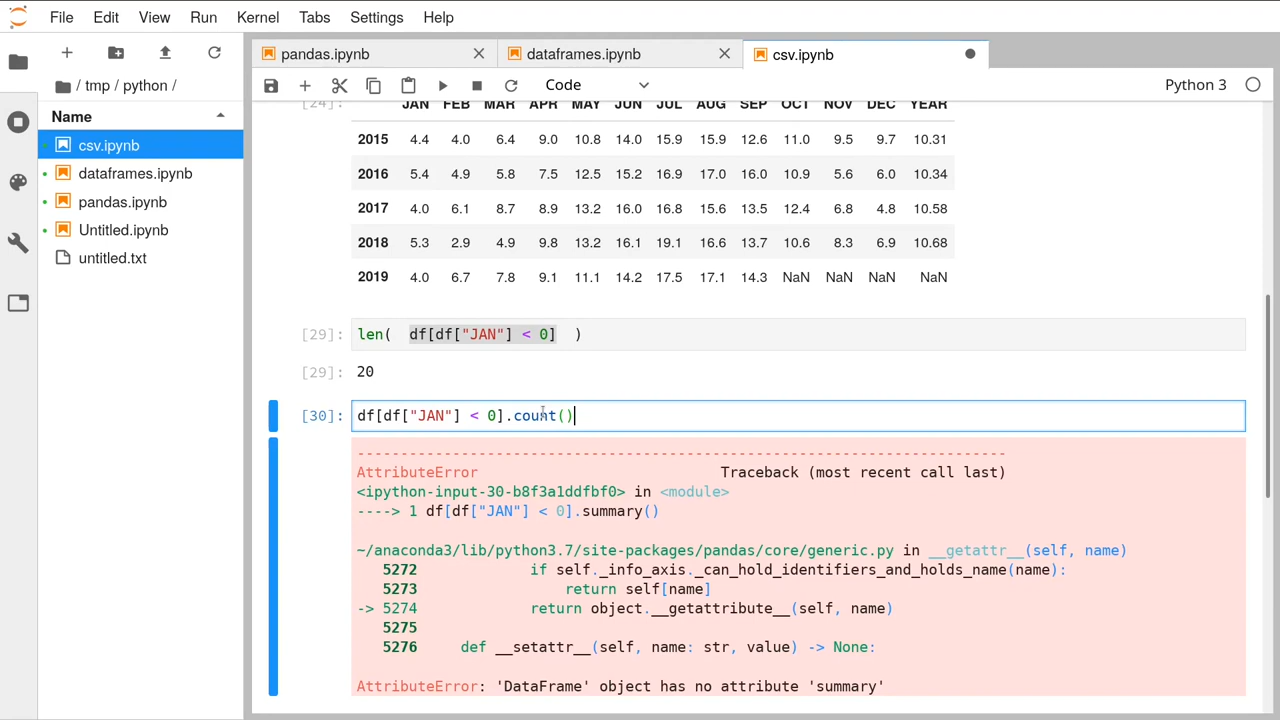 File Edit View Run Kernel Tabs Settings Help
pandas.ipynb dataframes.ipynb csv.ipynb
/ tmp / python /
Code Python 3
Name
csv.ipynb
dataframes.ipynb
pandas.ipynb
Untitled.ipynb
untitled.txt
[24]: JAN FEB MAR APR MAY JUN JUL AUG SEP OCT NOV DEC YEAR
2015 4.4 4.0 6.4 9.0 10.8 14.0 15.9 15.9 12.6 11.0 9.5 9.7 10.31
2016 5.4 4.9 5.8 7.5 12.5 15.2 16.9 17.0 16.0 10.9 5.6 6.0 10.34
2017 4.0 6.1 8.7 8.9 13.2 16.0 16.8 15.6 13.5 12.4 6.8 4.8 10.58
2018 5.3 2.9 4.9 9.8 13.2 16.1 19.1 16.6 13.7 10.6 8.3 6.9 10.68
2019 4.0 6.7 7.8 9.1 11.1 14.2 17.5 17.1 14.3 NaN NaN NaN NaN
[29]: len( df[df["JAN"] < 0] )
[29]: 20
[30]: df[df["JAN"] < 0].count()
---------------------------------------------------------------------------
AttributeError Traceback (most recent call last)
<ipython-input-30-b8f3a1ddfbf0> in <module>
----> 1 df[df["JAN"] < 0].summary()
~/anaconda3/lib/python3.7/site-packages/pandas/core/generic.py in __getattr__(self, name)
5272 if self._info_axis._can_hold_identifiers_and_holds_name(name):
5273 return self[name]
-> 5274 return object.__getattribute__(self, name)
5275
5276 def __setattr__(self, name: str, value) -> None:
AttributeError: 'DataFrame' object has no attribute 'summary'